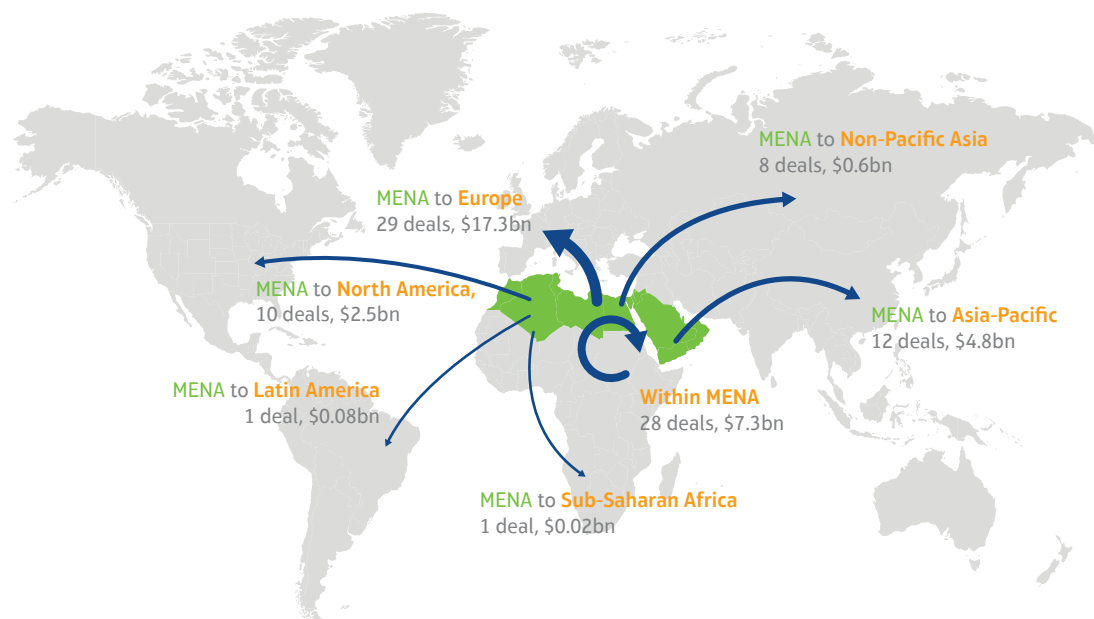 MENA to Non-Pacific Asia
8 deals, $0.6bn
MENA to Europe
29 deals, $17.3bn
MENA to North America,
10 deals, $2.5bn
MENA to Asia-Pacific
12 deals, $4.8bn
MENA to Latin America
1 deal, $0.08bn
Within MENA
28 deals, $7.3bn
MENA to Sub-Saharan Africa
1 deal, $0.02bn